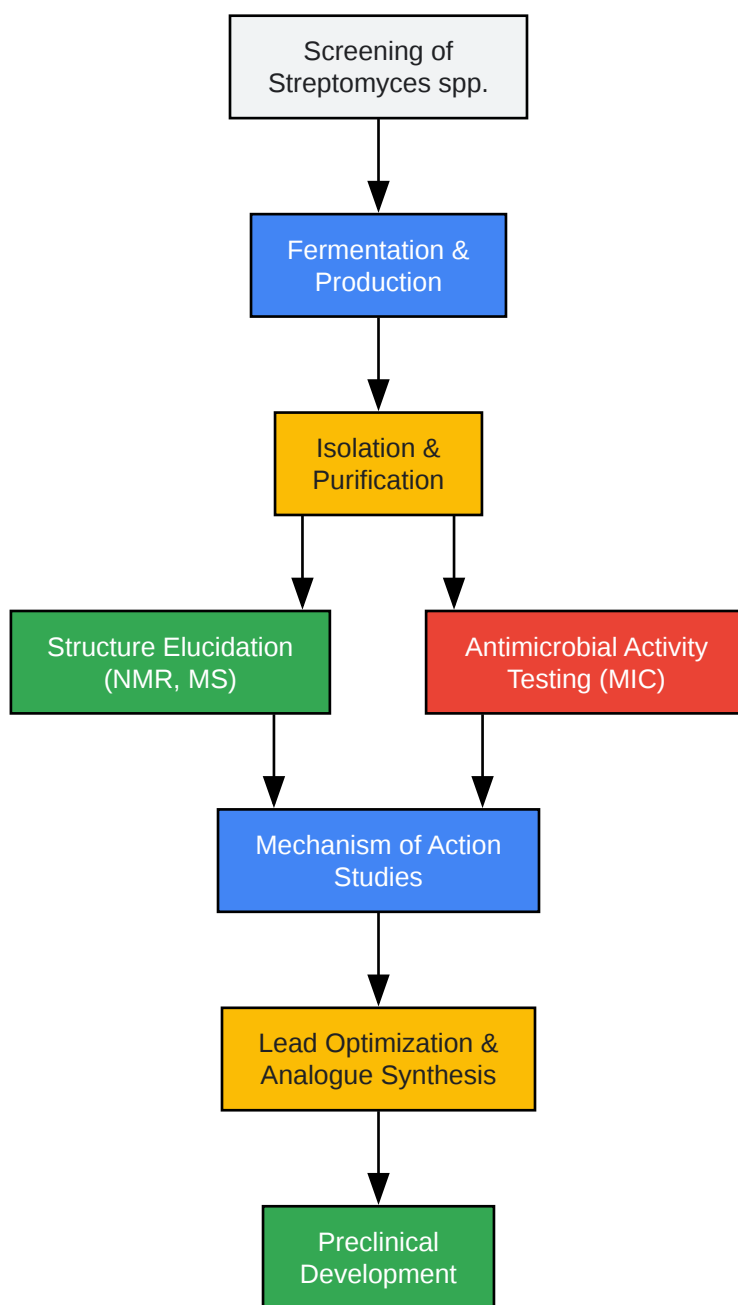 Screening of
Streptomyces spp.
Fermentation &
Production
Isolation &
Purification
Structure Elucidation
(NMR, MS)
Antimicrobial Activity
Testing (MIC)
Mechanism of Action
Studies
Lead Optimization &
Analogue Synthesis
Preclinical
Development